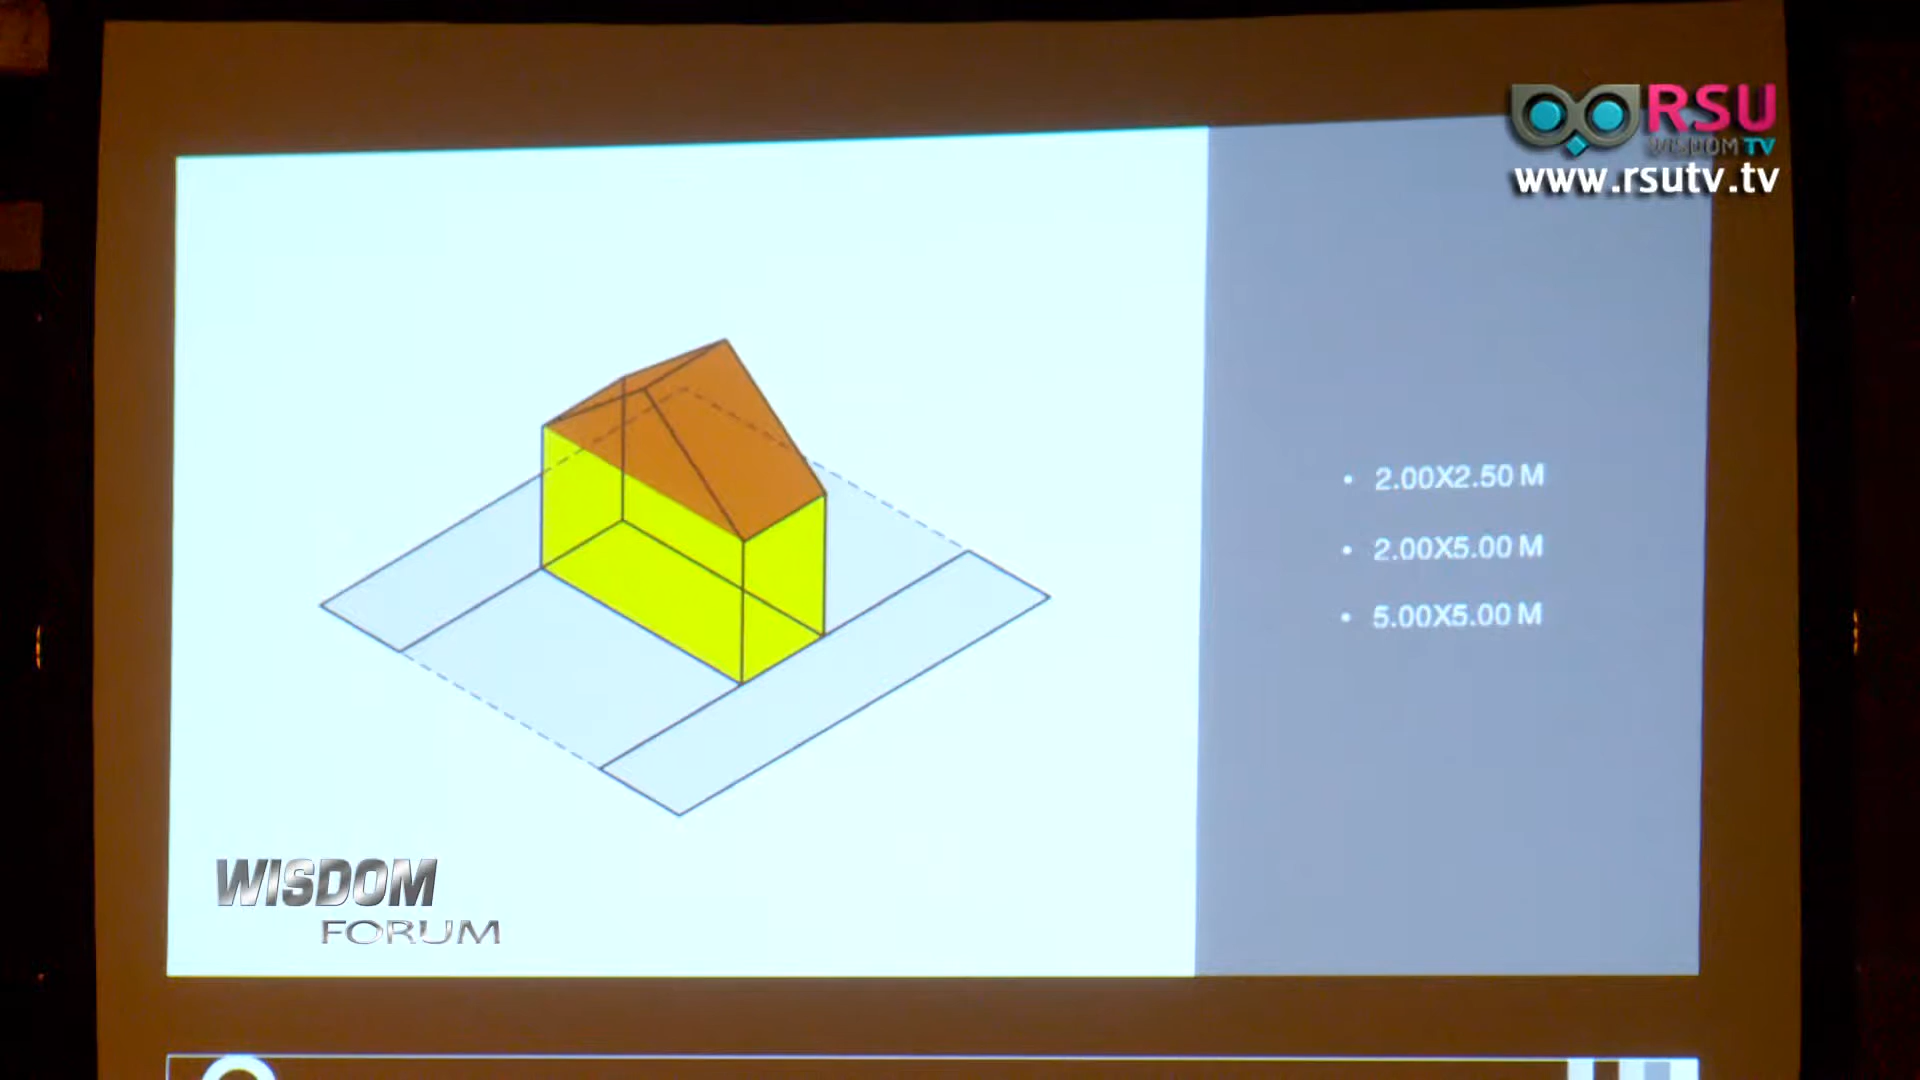 RSU
WISDOM TV
www.rsutv.tv
• 2.00X2.50 M
• 2.00X5.00 M
• 5.00X5.00 M
WISDOM
FORUM